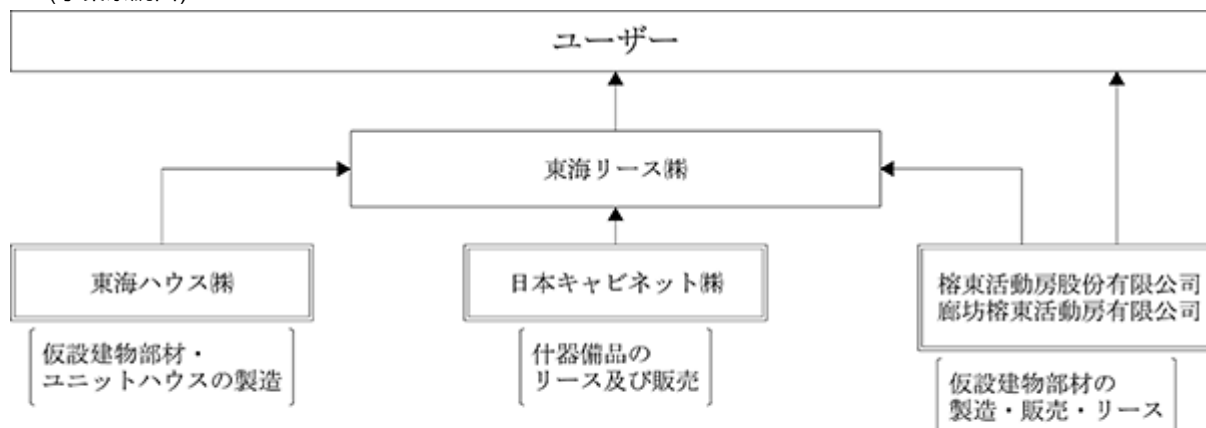 ユーザー
東海リース㈱
東海ハウス㈱
仮設建物部材・
ユニットハウスの製造
日本キャビネット㈱
什器備品の
リース及び販売
榕東活動房股份有限公司
廊坊榕東活動房有限公司
仮設建物部材の
製造・販売・リース